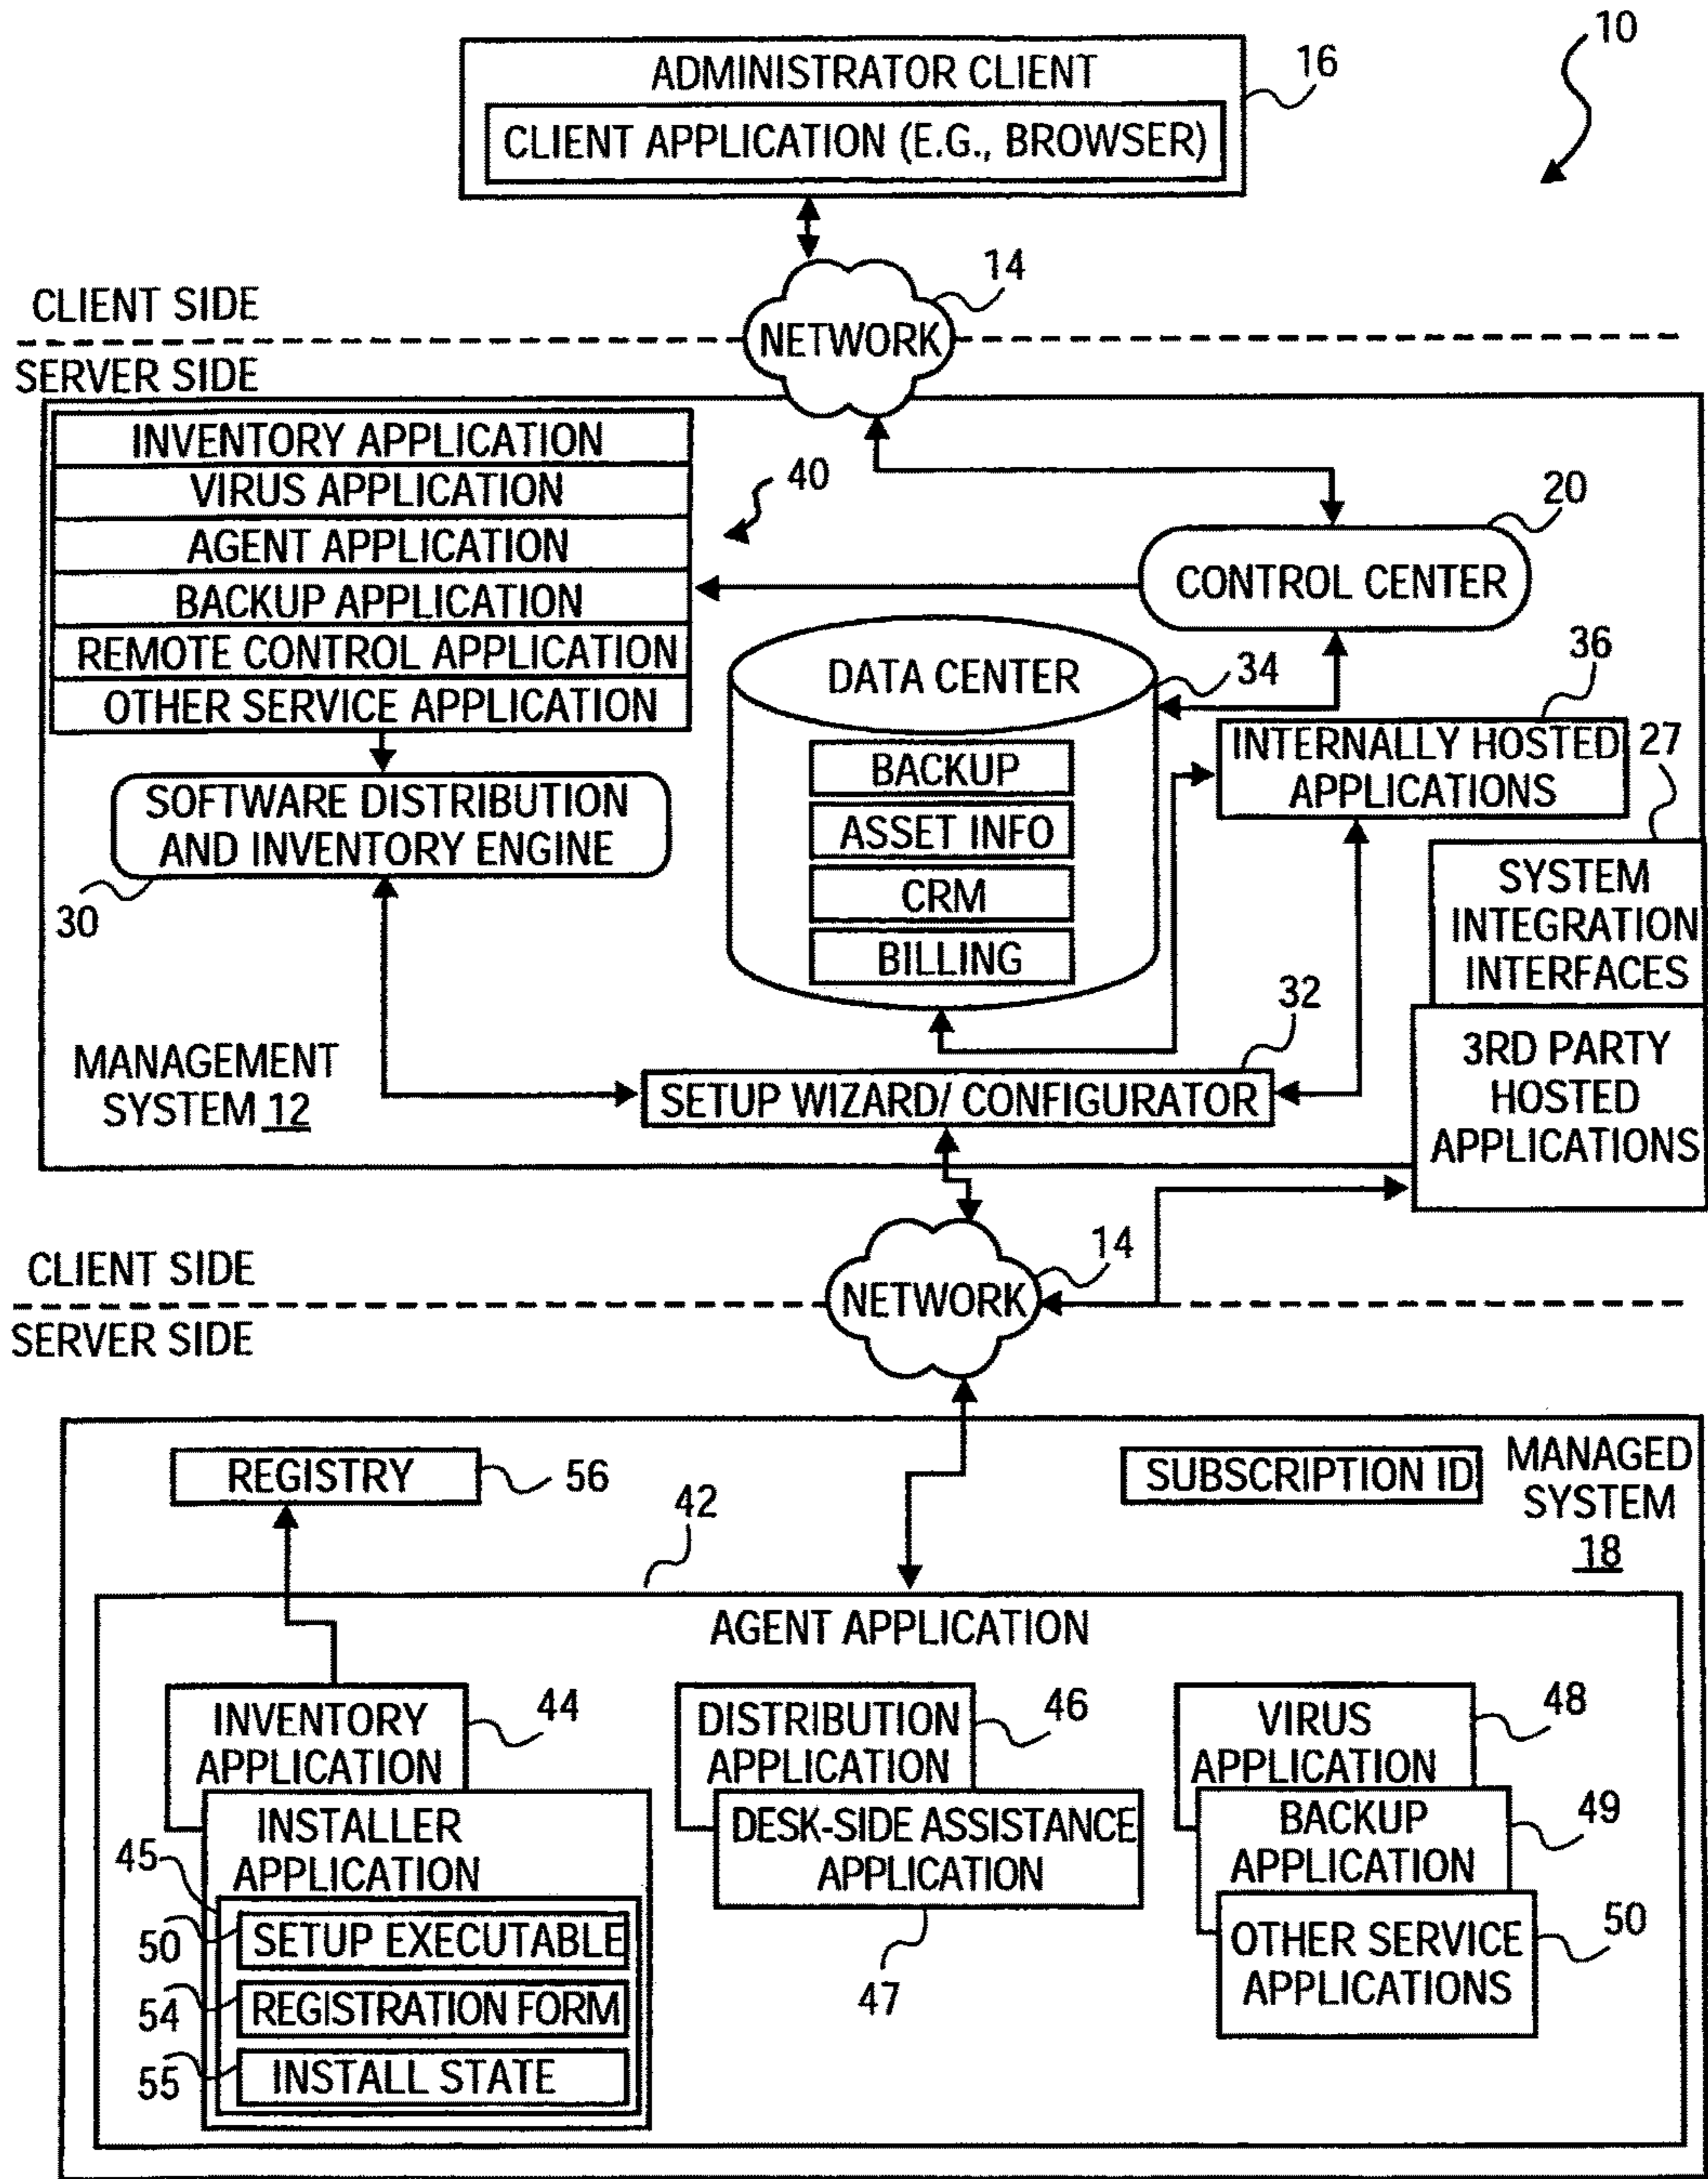 10
ADMINISTRATOR CLIENT
16
CLIENT APPLICATION (E.G., BROWSER)
14
CLIENT SIDE
NETWORK
SERVER SIDE
INVENTORY APPLICATION
VIRUS APPLICATION
AGENT APPLICATION
BACKUP APPLICATION
REMOTE CONTROL APPLICATION
OTHER SERVICE APPLICATION
40
20
CONTROL CENTER
DATA CENTER
34
BACKUP
ASSET INFO
CRM
BILLING
36
INTERNALLY HOSTED
APPLICATIONS
27
SYSTEM
INTEGRATION
INTERFACES
3RD PARTY
HOSTED
APPLICATIONS
SOFTWARE DISTRIBUTION
AND INVENTORY ENGINE
30
32
MANAGEMENT
SYSTEM 12
SETUP WIZARD/ CONFIGURATOR
14
CLIENT SIDE
NETWORK
SERVER SIDE
REGISTRY
56
SUBSCRIPTION ID
MANAGED
SYSTEM
18
42
AGENT APPLICATION
INVENTORY
APPLICATION
44
INSTALLER
APPLICATION
45
50
SETUP EXECUTABLE
54
REGISTRATION FORM
55
INSTALL STATE
DISTRIBUTION
APPLICATION
46
DESK-SIDE ASSISTANCE
APPLICATION
47
VIRUS
APPLICATION
48
BACKUP
APPLICATION
49
OTHER SERVICE
APPLICATIONS
50